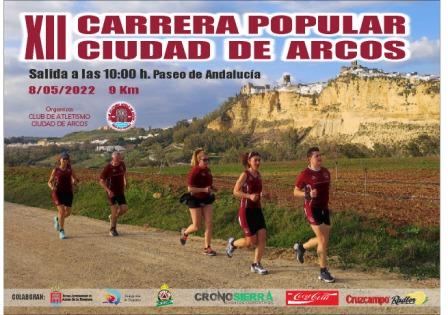 XII CARRERA POPULAR
CIUDAD DE ARCOS
Salida a las 10:00 h. Paseo de Andalucía
8/05/2022 9 Km
Organiza:
CLUB DE ATLETISMO
CIUDAD DE ARCOS
COLABORAN:
CRONOSIERRA
Coca-Cola
Cruzcampo
Radler